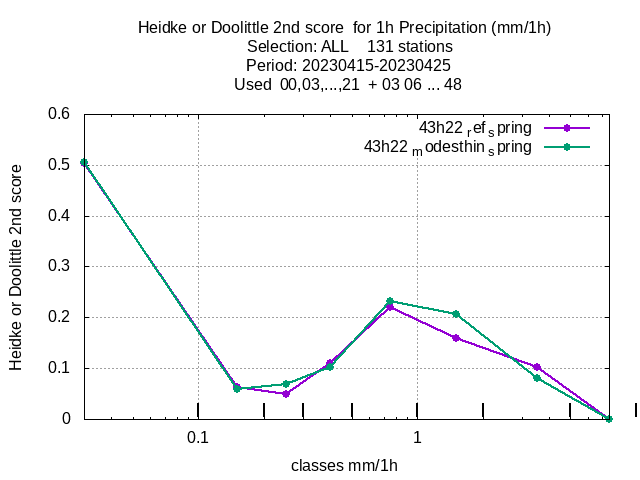 Heidke or Doolittle 2nd score  for 1h Precipitation (mm/1h)
Selection: ALL    131 stations
Period: 20230415-20230425
Used  00,03,...,21  + 03 06 ... 48
43h22 ref spring
43h22 modesthin spring
Heidke or Doolittle 2nd score
0.6
0.5
0.4
0.3
0.2
0.1
0
0.1 1
classes mm/1h